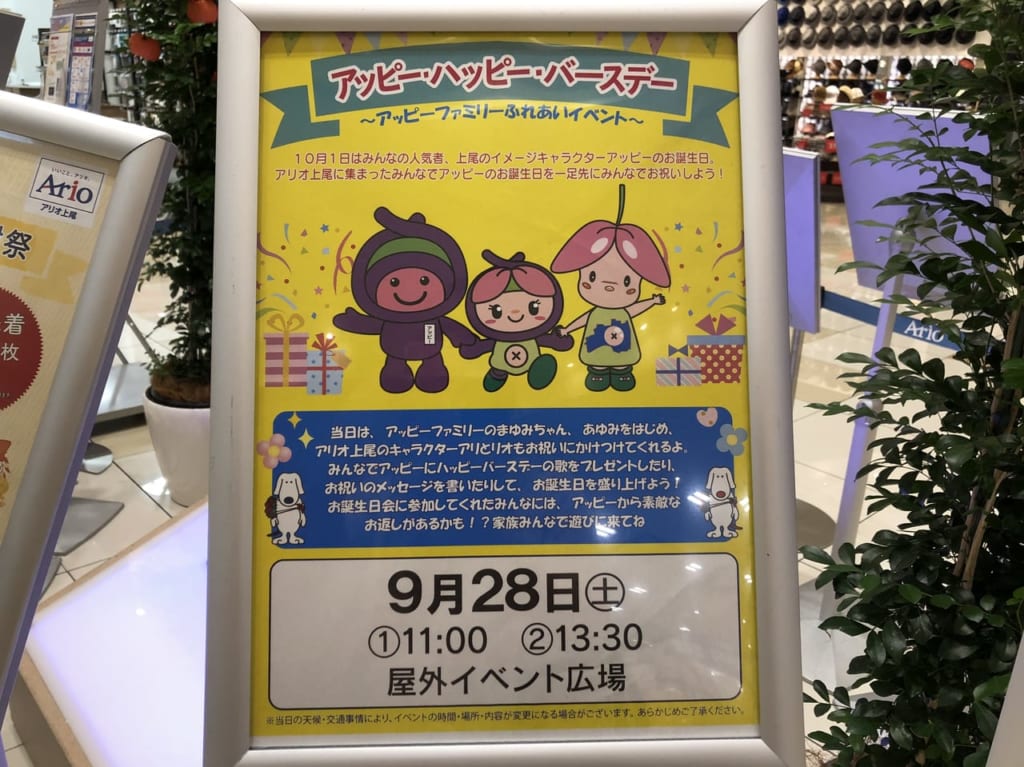 アッピー・ハッピー・バースデー
～アッピーファミリーふれあいイベント～
10月1日はみんなの人気者、上尾のイメージキャラクターアッピーのお誕生日。
アリオ上尾に集まったみんなでアッピーのお誕生日を一足先にみんなでお祝いしよう！
アッピー
当日は、アッピーファミリーのまゆみちゃん、あゆみをはじめ、
アリオ上尾のキャラクターアリとリオもお祝いにかけつけてくれるよ。
みんなでアッピーにハッピーバースデーの歌をプレゼントしたり、
お祝いのメッセージを書いたりして、お誕生日を盛り上げよう！
お誕生日会に参加してくれたみんなには、アッピーから素敵な
お返しがあるかも！？家族みんなで遊びに来てね
9月28日㊏
①11:00 ②13:30
屋外イベント広場
※当日の天候・交通事情により、イベントの時間・場所・内容が変更になる場合がございます。あらかじめご了承ください。
いいこと、アリオ。
Ario
アリオ上尾
祭
着
枚
Ario